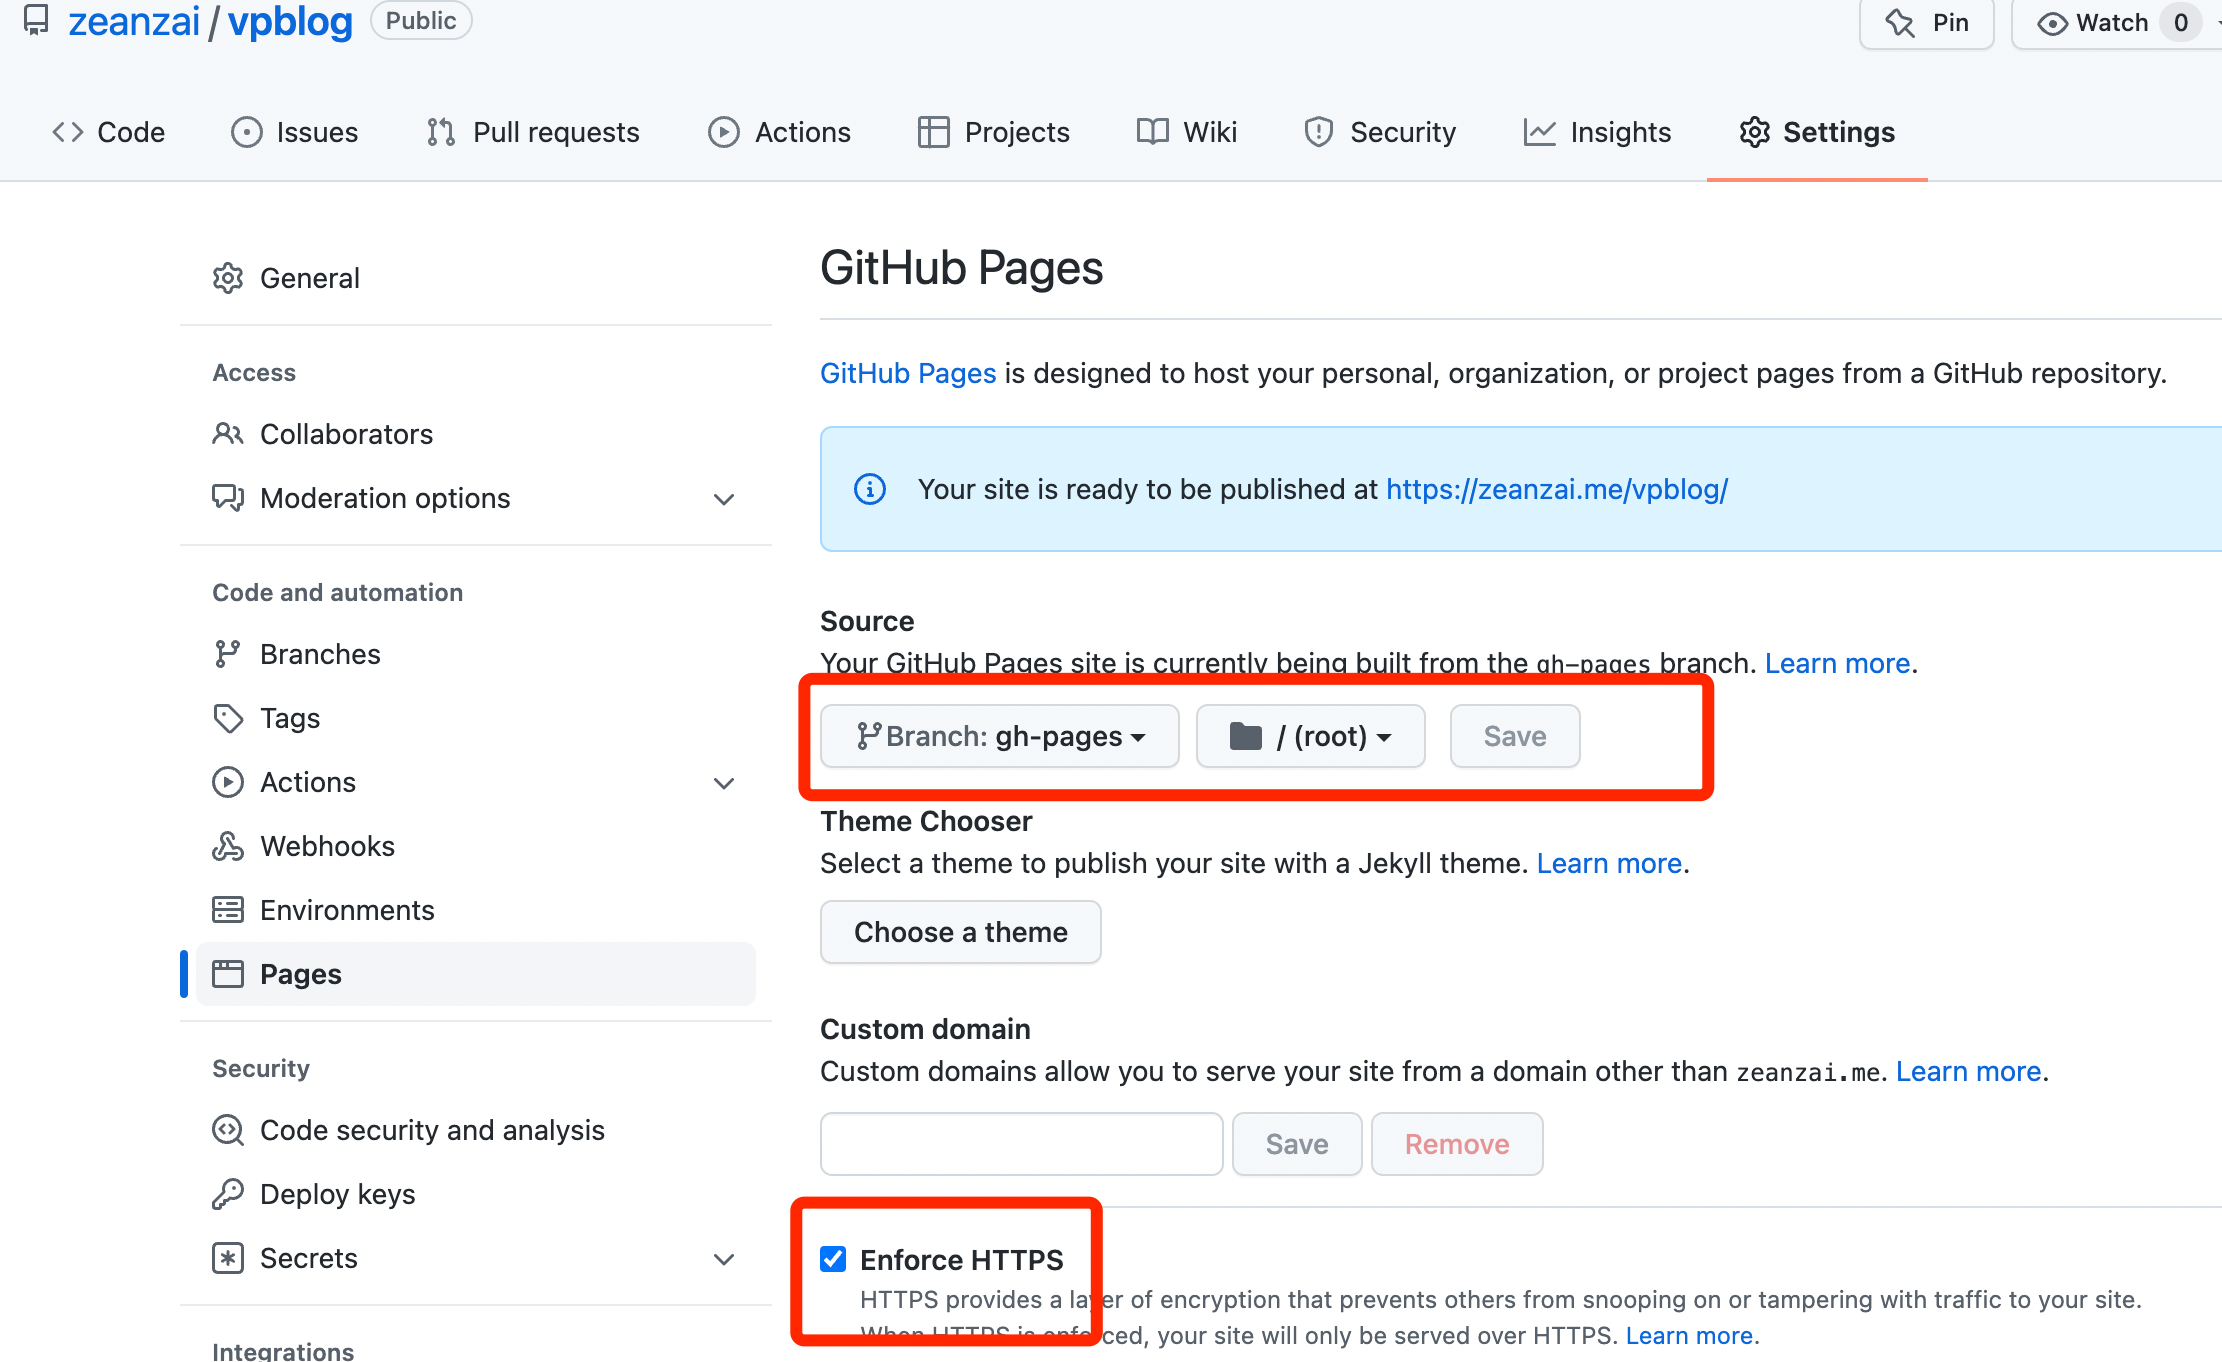 zeanzai / vpblog Public Pin Watch 0
Code Issues Pull requests Actions Projects Wiki Security Insights Settings
General
Access
Collaborators
Moderation options
Code and automation
Branches
Tags
Actions
Webhooks
Environments
Pages
Security
Code security and analysis
Deploy keys
Secrets
Integrations
GitHub Pages
GitHub Pages is designed to host your personal, organization, or project pages from a GitHub repository.
Your site is ready to be published at https://zeanzai.me/vpblog/
Source
Your GitHub Pages site is currently being built from the gh-pages branch. Learn more.
Branch: gh-pages / (root) Save
Theme Chooser
Select a theme to publish your site with a Jekyll theme. Learn more.
Choose a theme
Custom domain
Custom domains allow you to serve your site from a domain other than zeanzai.me. Learn more.
Save Remove
Enforce HTTPS
HTTPS provides a layer of encryption that prevents others from snooping on or tampering with traffic to your site.
When HTTPS is enforced, your site will only be served over HTTPS. Learn more.